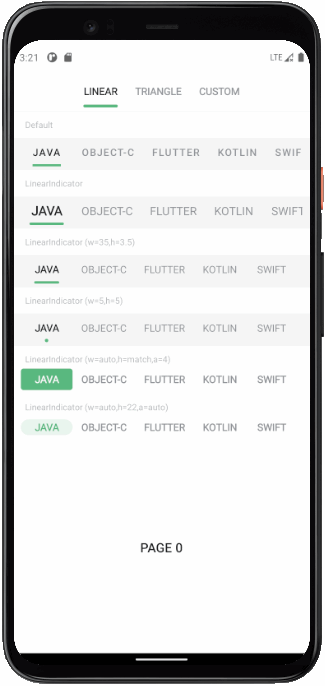 3:21 LTE
LINEAR TRIANGLE CUSTOM
Default
JAVA OBJECT-C FLUTTER KOTLIN SWIF
LinearIndicator
JAVA OBJECT-C FLUTTER KOTLIN SWIFT
LinearIndicator (w=35,h=3.5)
JAVA OBJECT-C FLUTTER KOTLIN SWIFT
LinearIndicator (w=5,h=5)
JAVA OBJECT-C FLUTTER KOTLIN SWIFT
LinearIndicator (w=auto,h=match,a=4)
JAVA OBJECT-C FLUTTER KOTLIN SWIFT
LinearIndicator (w=auto,h=22,a=auto)
JAVA OBJECT-C FLUTTER KOTLIN SWIFT
PAGE 0